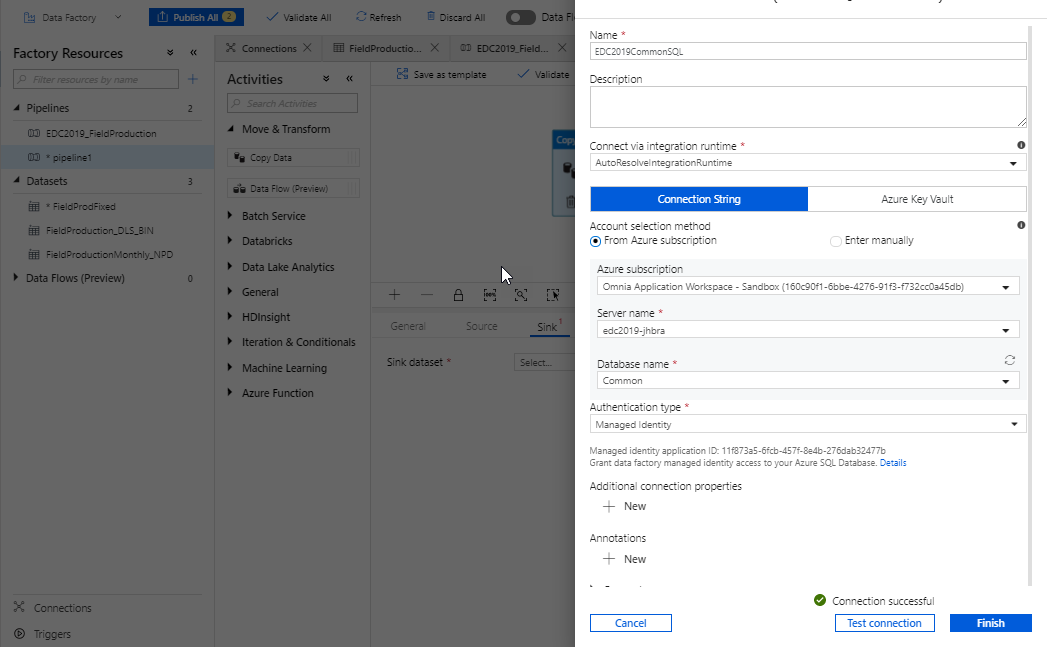 Data Factory
Publish All 2
Validate All
Refresh
Discard All
Data Fl
Factory Resources
Filter resources by name
Pipelines 2
EDC2019_FieldProduction
* pipeline1
Datasets 3
* FieldProdFixed
FieldProduction_DLS_BIN
FieldProductionMonthly_NPD
Data Flows (Preview) 0
Connections
Triggers
Connections
FieldProductio...
EDC2019_Field...
Activities
Search Activities
Move & Transform
Copy Data
Data Flow (Preview)
Batch Service
Databricks
Data Lake Analytics
General
HDInsight
Iteration & Conditionals
Machine Learning
Azure Function
Save as template
Validate
Copy
General
Source
Sink 1
Sink dataset *
Select...
Name *
EDC2019CommonSQL
Description
Connect via integration runtime *
AutoResolveIntegrationRuntime
Connection String
Azure Key Vault
Account selection method
From Azure subscription
Enter manually
Azure subscription
Omnia Application Workspace - Sandbox (160c90f1-6bbe-4276-91f3-f732cc0a45db)
Server name *
edc2019-jhbra
Database name *
Common
Authentication type *
Managed Identity
Managed identity application ID: 11f873a5-6fcb-457f-8e4b-276dab32477b
Grant data factory managed identity access to your Azure SQL Database. Details
Additional connection properties
New
Annotations
New
Connection successful
Cancel
Test connection
Finish